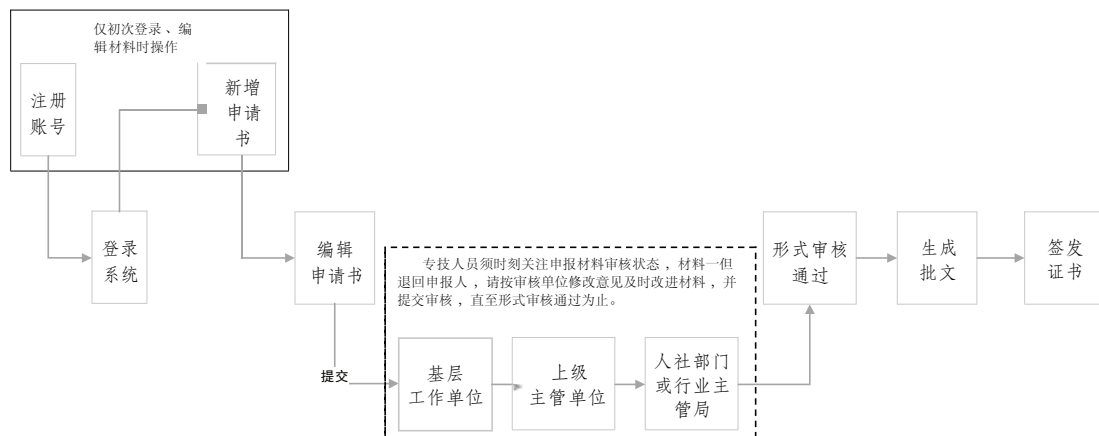 仅初次登录、编
辑材料时操作
注册
账号
新增
申请
书
登录
系统
编辑
申请书
提交
专技人员须时刻关注申报材料审核状态，材料一但
退回申报人，请按审核单位修改意见及时改进材料，并
提交审核，直至形式审核通过为止。
基层
工作单位
上级
主管单位
人社部门
或行业主
管局
形式审核
通过
生成
批文
签发
证书